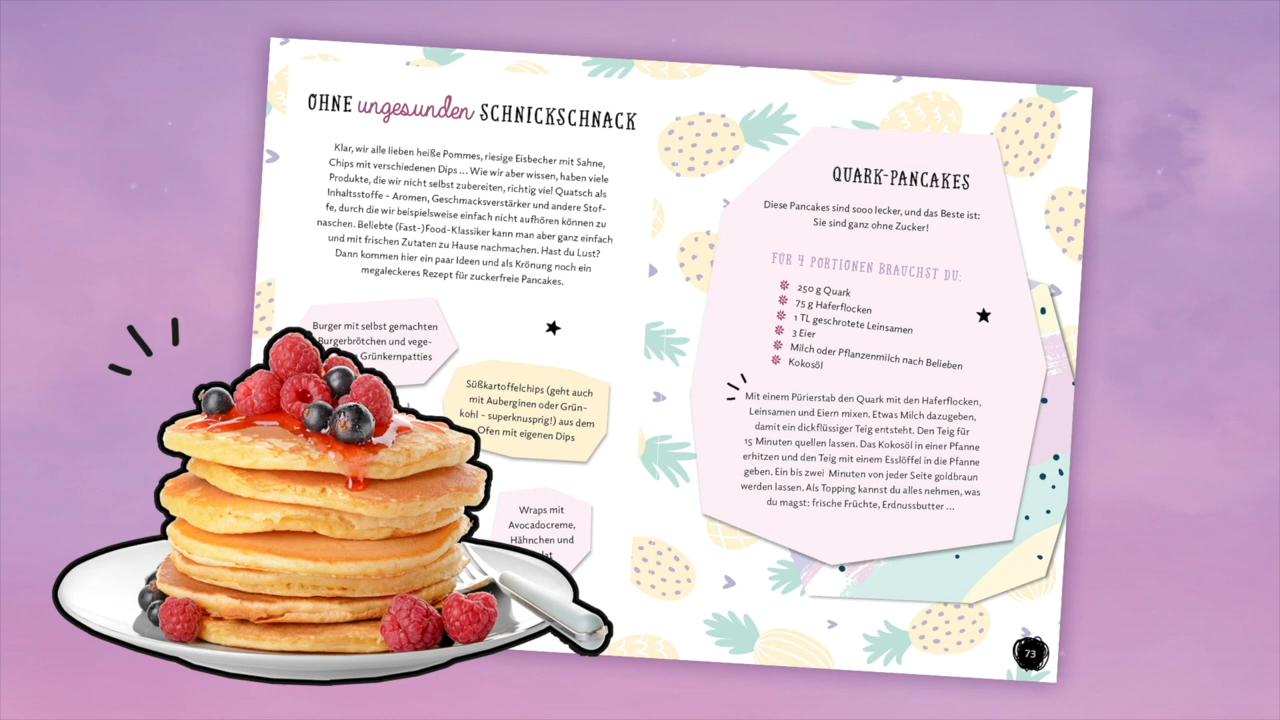 OHNE ungesunden SCHNICKSCHNACK
Klar, wir alle lieben heiße Pommes, riesige Eisbecher mit Sahne,
Chips mit verschiedenen Dips ... Wie wir aber wissen, haben viele
Produkte, die wir nicht selbst zubereiten, richtig viel Quatsch als
Inhaltsstoffe – Aromen, Geschmacksverstärker und andere Stof-
fe, durch die wir beispielsweise einfach nicht aufhören können zu
naschen. Beliebte (Fast-)Food-Klassiker kann man aber ganz einfach
und mit frischen Zutaten zu Hause nachmachen. Hast du Lust?
Dann kommen hier ein paar Ideen und als Krönung noch ein
megaleckeres Rezept für zuckerfreie Pancakes.
Burger mit selbst gemachten
Burgerbrötchen und vege-
Grünkernpatties
Süßkartoffelchips (geht auch
mit Auberginen oder Grün-
kohl – superknusprig!) aus dem
Ofen mit eigenen Dips
Wraps mit
Avocadocreme,
Hähnchen und
QUARK-PANCAKES
Diese Pancakes sind sooo lecker, und das Beste ist:
Sie sind ganz ohne Zucker!
FÜR 4 PORTIONEN BRAUCHST DU:
250 g Quark
75 g Haferflocken
1 TL geschrotete Leinsamen
3 Eier
Milch oder Pflanzenmilch nach Belieben
Kokosöl
Mit einem Pürierstab den Quark mit den Haferflocken,
Leinsamen und Eiern mixen. Etwas Milch dazugeben,
damit ein dickflüssiger Teig entsteht. Den Teig für
15 Minuten quellen lassen. Das Kokosöl in einer Pfanne
erhitzen und den Teig mit einem Esslöffel in die Pfanne
geben. Ein bis zwei Minuten von jeder Seite goldbraun
werden lassen. Als Topping kannst du alles nehmen, was
du magst: frische Früchte, Erdnussbutter ...
73